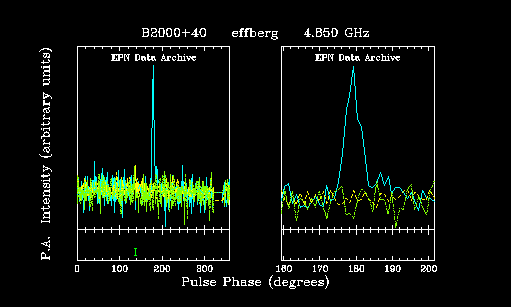 B2000+40 effberg 4.850 GHz
EPN Data Archive
EPN Data Archive
P.A. Intensity (arbitrary units)
0 100 200 300
160 170 180 190 200
Pulse Phase (degrees)